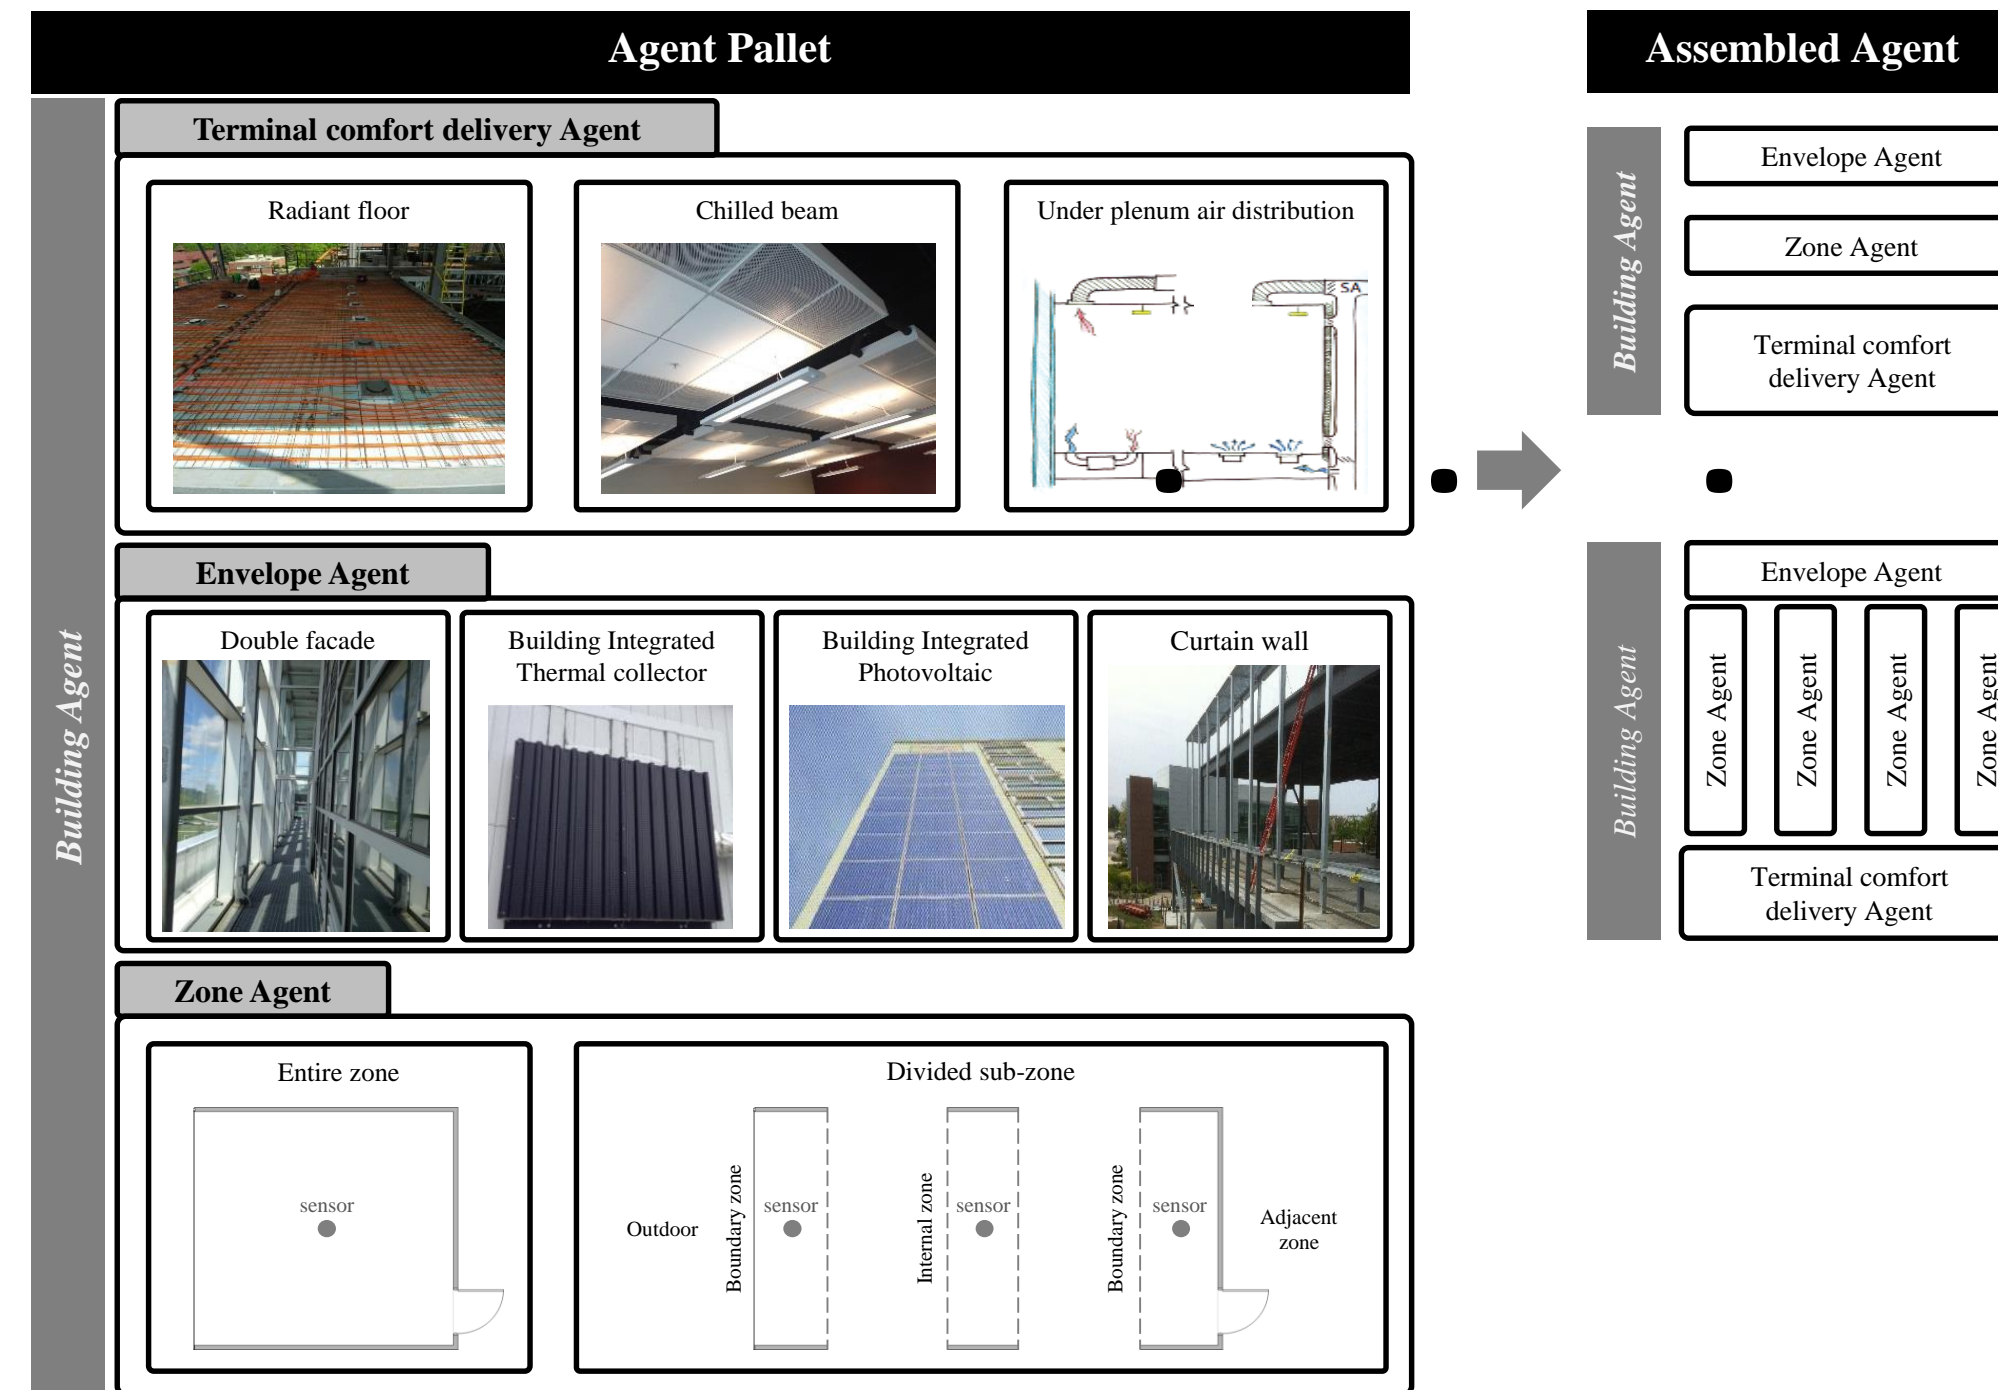 Agent Pallet
Assembled Agent
Building Agent
Terminal comfort delivery Agent
Radiant floor
Chilled beam
Under plenum air distribution
SA
Envelope Agent
Double facade
Building Integrated
Thermal collector
Building Integrated
Photovoltaic
Curtain wall
Zone Agent
Entire zone
sensor
Divided sub-zone
Outdoor
Boundary zone
sensor
Internal zone
sensor
Boundary zone
sensor
Adjacent
zone
Building Agent
Envelope Agent
Zone Agent
Terminal comfort
delivery Agent
Building Agent
Envelope Agent
Zone Agent
Zone Agent
Zone Agent
Zone Agent
Terminal comfort
delivery Agent